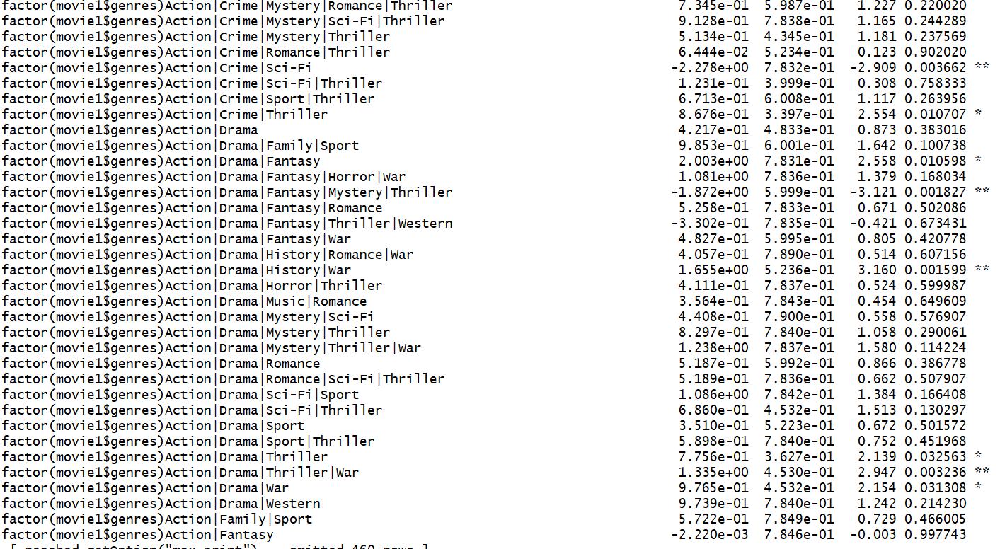 factor(movie1$genres)Action|Crime|Mystery|Romance|Thriller 7.345e-01 5.987e-01 1.227 0.220020
factor(movie1$genres)Action|Crime|Mystery|Sci-Fi|Thriller 9.128e-01 7.838e-01 1.165 0.244289
factor(movie1$genres)Action|Crime|Mystery|Thriller 5.134e-01 4.345e-01 1.181 0.237569
factor(movie1$genres)Action|Crime|Romance|Thriller 6.444e-02 5.234e-01 0.123 0.902020
factor(movie1$genres)Action|Crime|Sci-Fi -2.278e+00 7.832e-01 -2.909 0.003662 **
factor(movie1$genres)Action|Crime|Sci-Fi|Thriller 1.231e-01 3.999e-01 0.308 0.758333
factor(movie1$genres)Action|Crime|Sport|Thriller 6.713e-01 6.008e-01 1.117 0.263956
factor(movie1$genres)Action|Crime|Thriller 8.676e-01 3.397e-01 2.554 0.010707 *
factor(movie1$genres)Action|Drama 4.217e-01 4.833e-01 0.873 0.383016
factor(movie1$genres)Action|Drama|Family|Sport 9.853e-01 6.001e-01 1.642 0.100738
factor(movie1$genres)Action|Drama|Fantasy 2.003e+00 7.831e-01 2.558 0.010598 *
factor(movie1$genres)Action|Drama|Fantasy|Horror|War 1.081e+00 7.836e-01 1.379 0.168034
factor(movie1$genres)Action|Drama|Fantasy|Mystery|Thriller -1.872e+00 5.999e-01 -3.121 0.001827 **
factor(movie1$genres)Action|Drama|Fantasy|Romance 5.258e-01 7.833e-01 0.671 0.502086
factor(movie1$genres)Action|Drama|Fantasy|Thriller|Western -3.302e-01 7.835e-01 -0.421 0.673431
factor(movie1$genres)Action|Drama|Fantasy|War 4.827e-01 5.995e-01 0.805 0.420778
factor(movie1$genres)Action|Drama|History|Romance|War 4.057e-01 7.890e-01 0.514 0.607156
factor(movie1$genres)Action|Drama|History|War 1.655e+00 5.236e-01 3.160 0.001599 **
factor(movie1$genres)Action|Drama|Horror|Thriller 4.111e-01 7.837e-01 0.524 0.599987
factor(movie1$genres)Action|Drama|Music|Romance 3.564e-01 7.843e-01 0.454 0.649609
factor(movie1$genres)Action|Drama|Mystery|Sci-Fi 4.408e-01 7.900e-01 0.558 0.576907
factor(movie1$genres)Action|Drama|Mystery|Thriller 8.297e-01 7.840e-01 1.058 0.290061
factor(movie1$genres)Action|Drama|Mystery|Thriller|War 1.238e+00 7.837e-01 1.580 0.114224
factor(movie1$genres)Action|Drama|Romance 5.187e-01 5.992e-01 0.866 0.386778
factor(movie1$genres)Action|Drama|Romance|Sci-Fi|Thriller 5.189e-01 7.836e-01 0.662 0.507907
factor(movie1$genres)Action|Drama|Sci-Fi|Sport 1.086e+00 7.842e-01 1.384 0.166408
factor(movie1$genres)Action|Drama|Sci-Fi|Thriller 6.860e-01 4.532e-01 1.513 0.130297
factor(movie1$genres)Action|Drama|Sport 3.510e-01 5.223e-01 0.672 0.501572
factor(movie1$genres)Action|Drama|Sport|Thriller 5.898e-01 7.840e-01 0.752 0.451968
factor(movie1$genres)Action|Drama|Thriller 7.756e-01 3.627e-01 2.139 0.032563 *
factor(movie1$genres)Action|Drama|Thriller|War 1.335e+00 4.530e-01 2.947 0.003236 **
factor(movie1$genres)Action|Drama|War 9.765e-01 4.532e-01 2.154 0.031308 *
factor(movie1$genres)Action|Drama|Western 9.739e-01 7.840e-01 1.242 0.214230
factor(movie1$genres)Action|Family|Sport 5.722e-01 7.849e-01 0.729 0.466005
factor(movie1$genres)Action|Fantasy -2.220e-03 7.846e-01 -0.003 0.997743
[ reached getOption("max.print") omitted 460 rows ]